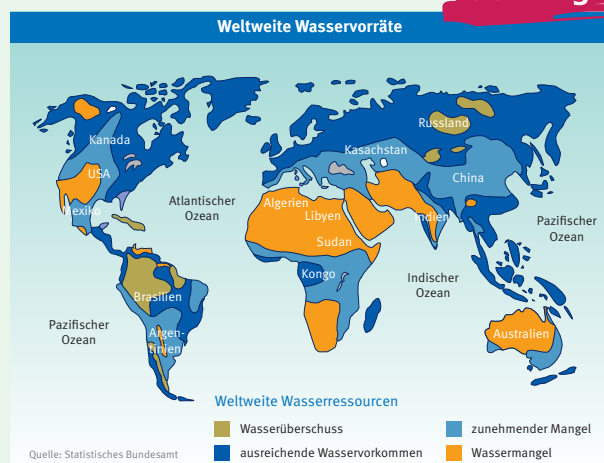 Weltweite Wasservorräte
Kanada
USA
Mexiko
Atlantischer
Ozean
Russland
Kasachstan
China
Algerien
Libyen
Sudan
Indien
Pazifischer
Ozean
Kongo
Indischer
Ozean
Brasilien
Pazifischer
Ozean
Argen-
tinien
Australien
Weltweite Wasserressourcen
Wasserüberschuss
zunehmender Mangel
ausreichende Wasservorkommen
Wassermangel
Quelle: Statistisches Bundesamt